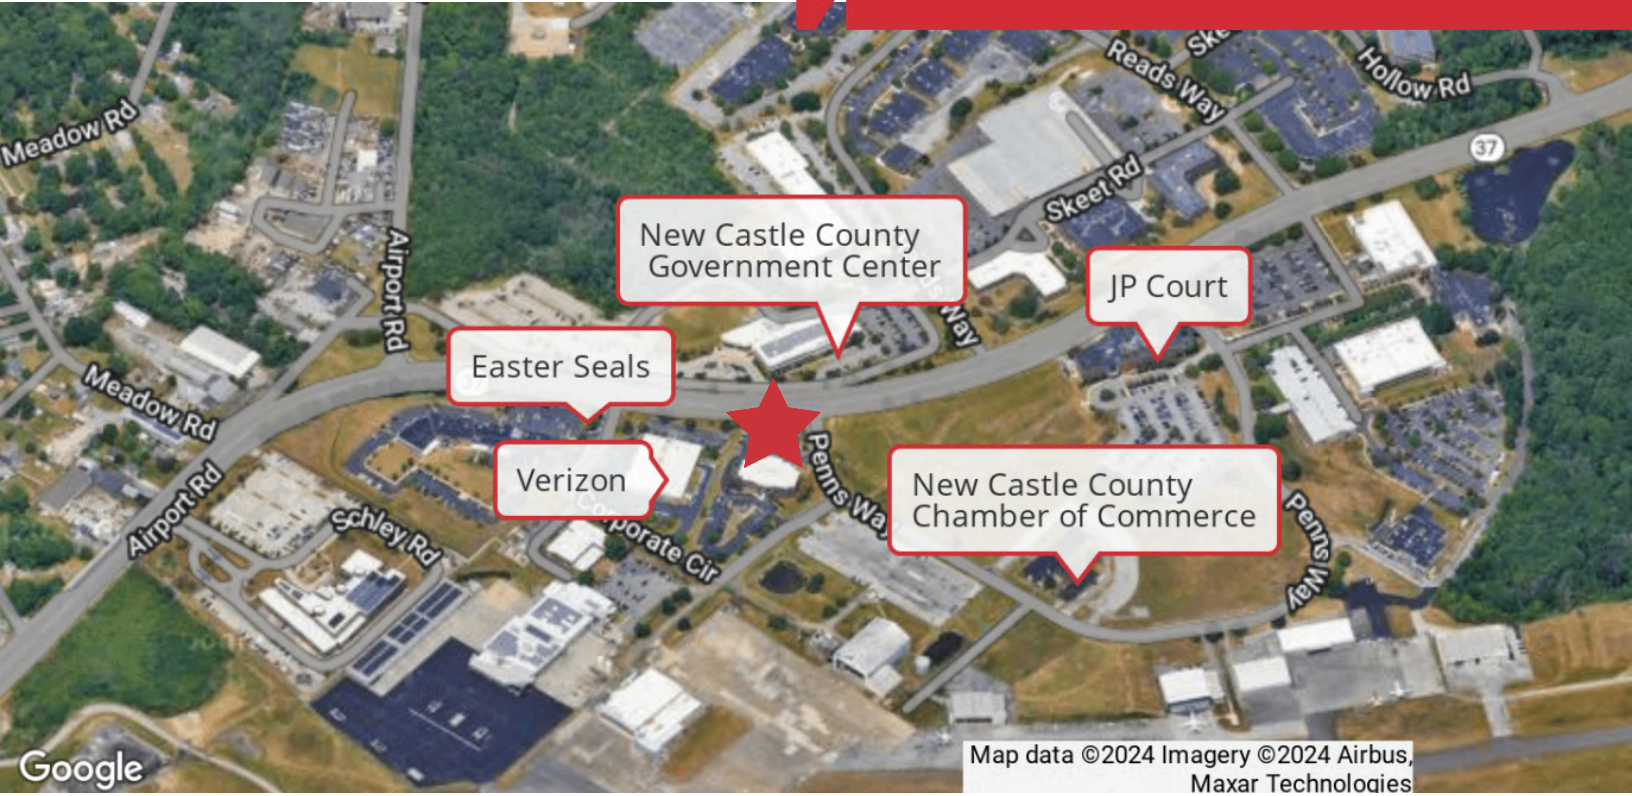 Reads Way
Hollow Rd
Meadow Rd
37
Skeet Rd
New Castle County
Government Center
Airport Rd
JP Court
Way
Easter Seals
Meadow Rd
Verizon
Penns Way
New Castle County
Chamber of Commerce
Airport Rd
Schley Rd
Corporate Cir
Penns Way
Google
Map data ©2024 Imagery ©2024 Airbus,
Maxar Technologies